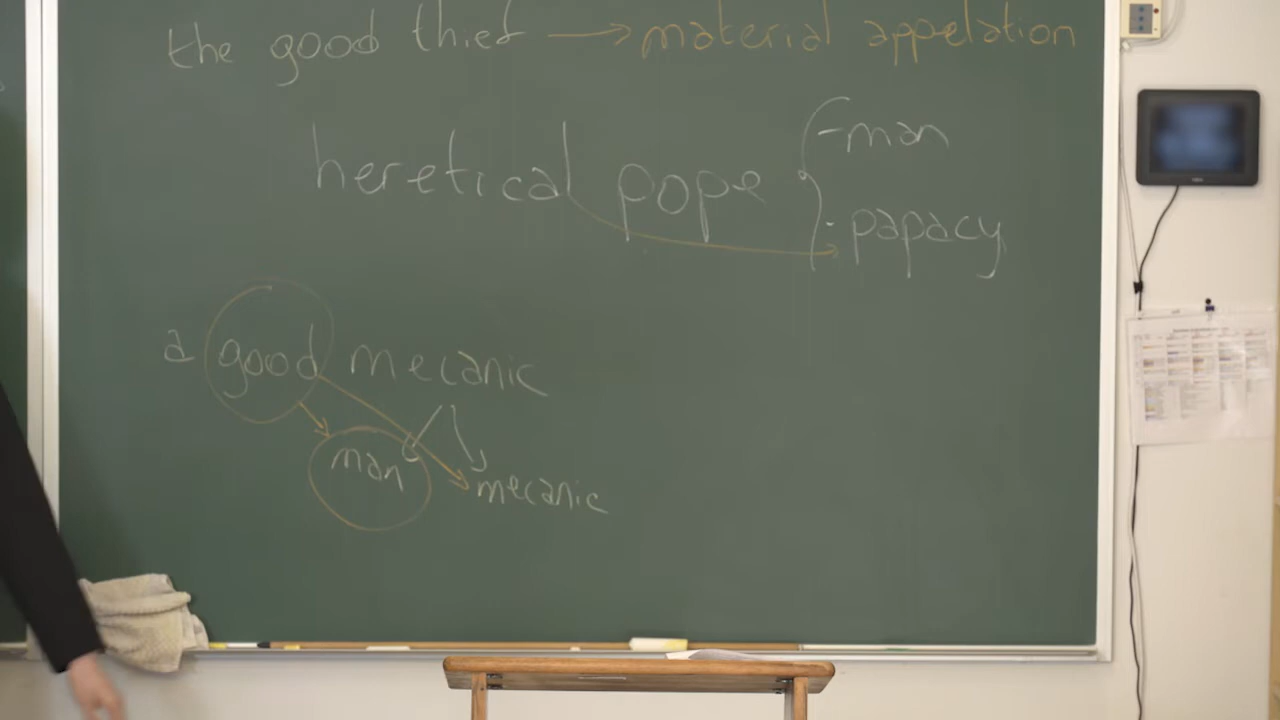 the good thief → material appelation
heretical pope
- man
- papacy
a good mecanic
man
mecanic